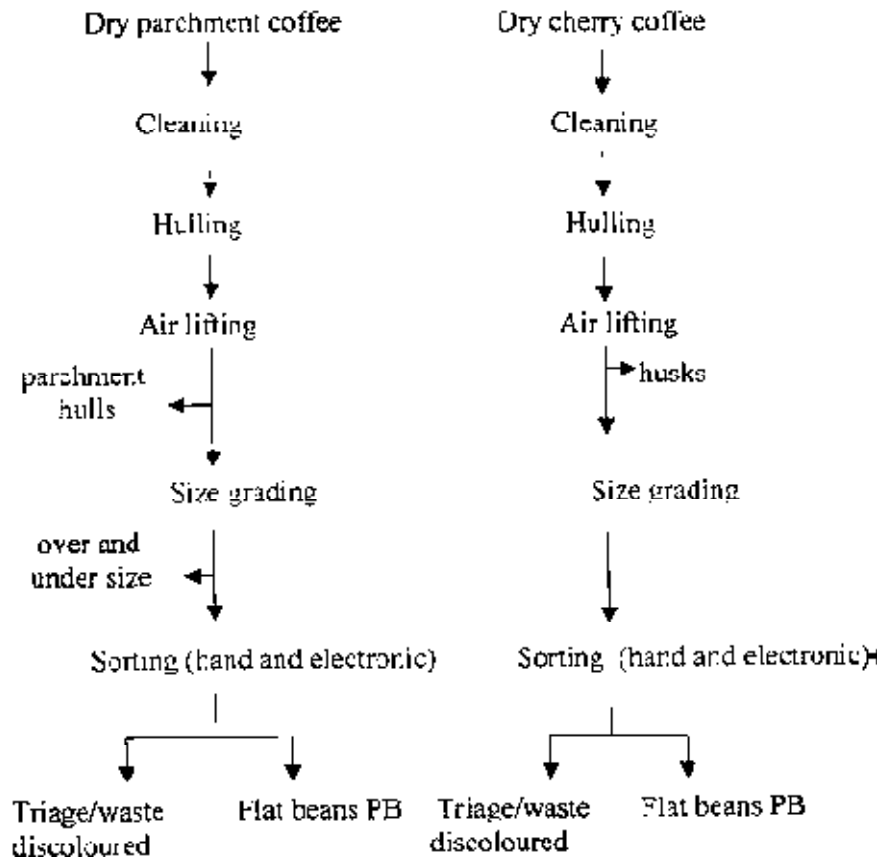 Dry parchment coffee
Cleaning
Hulling
Air lifting
parchment
hulls
Size grading
over and
under size
Sorting (hand and electronic)
Triage/waste
discoloured
Flat beans PB
Dry cherry coffee
Cleaning
Hulling
Air lifting
husks
Size grading
Sorting (hand and electronic)
Triage/waste
discoloured
Flat beans PB